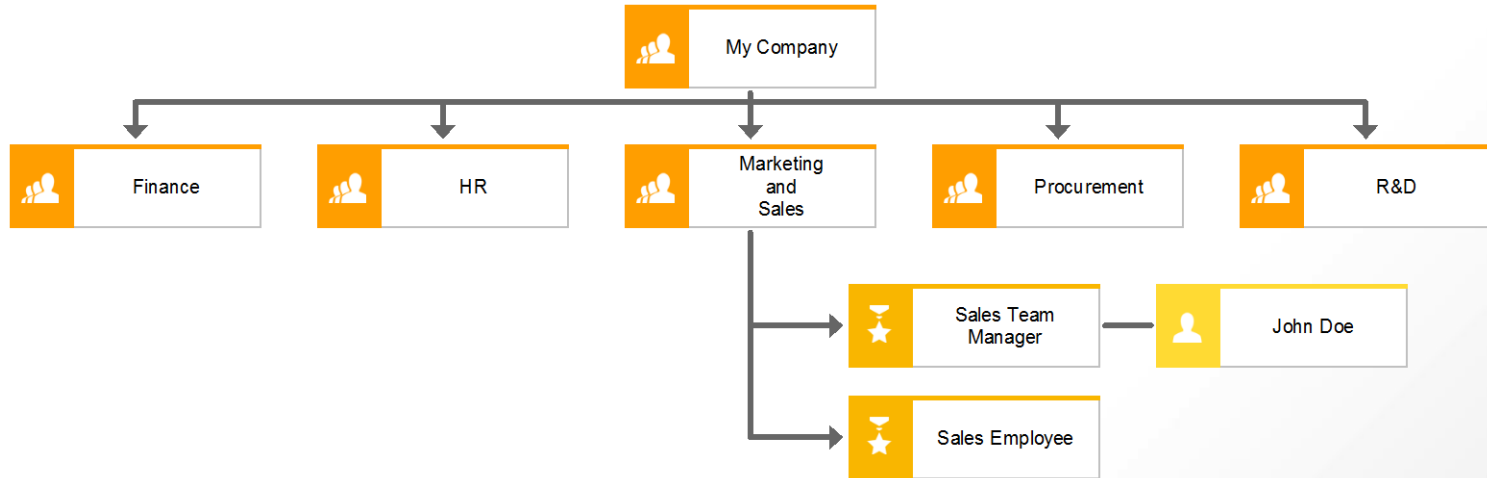 My Company
Finance
HR
Marketing
and
Sales
Procurement
R&D
Sales Team
Manager
John Doe
Sales Employee